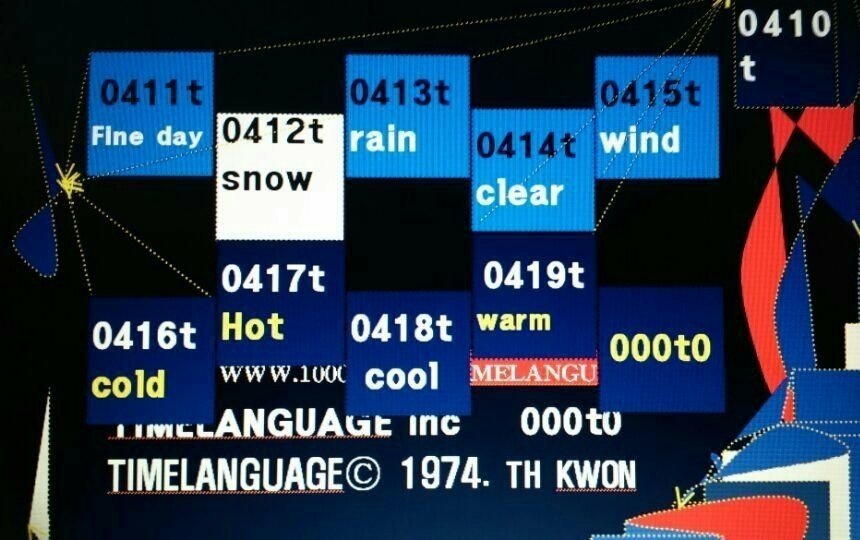 0410
t
0411t
Fine day
0412t
snow
0413t
rain
0414t
clear
0415t
wind
0416t
cold
0417t
Hot
0418t
cool
0419t
warm
000t0
www.1000
MELANGU
TIMELANGUAGE inc 000t0
TIMELANGUAGE© 1974. TH KWON